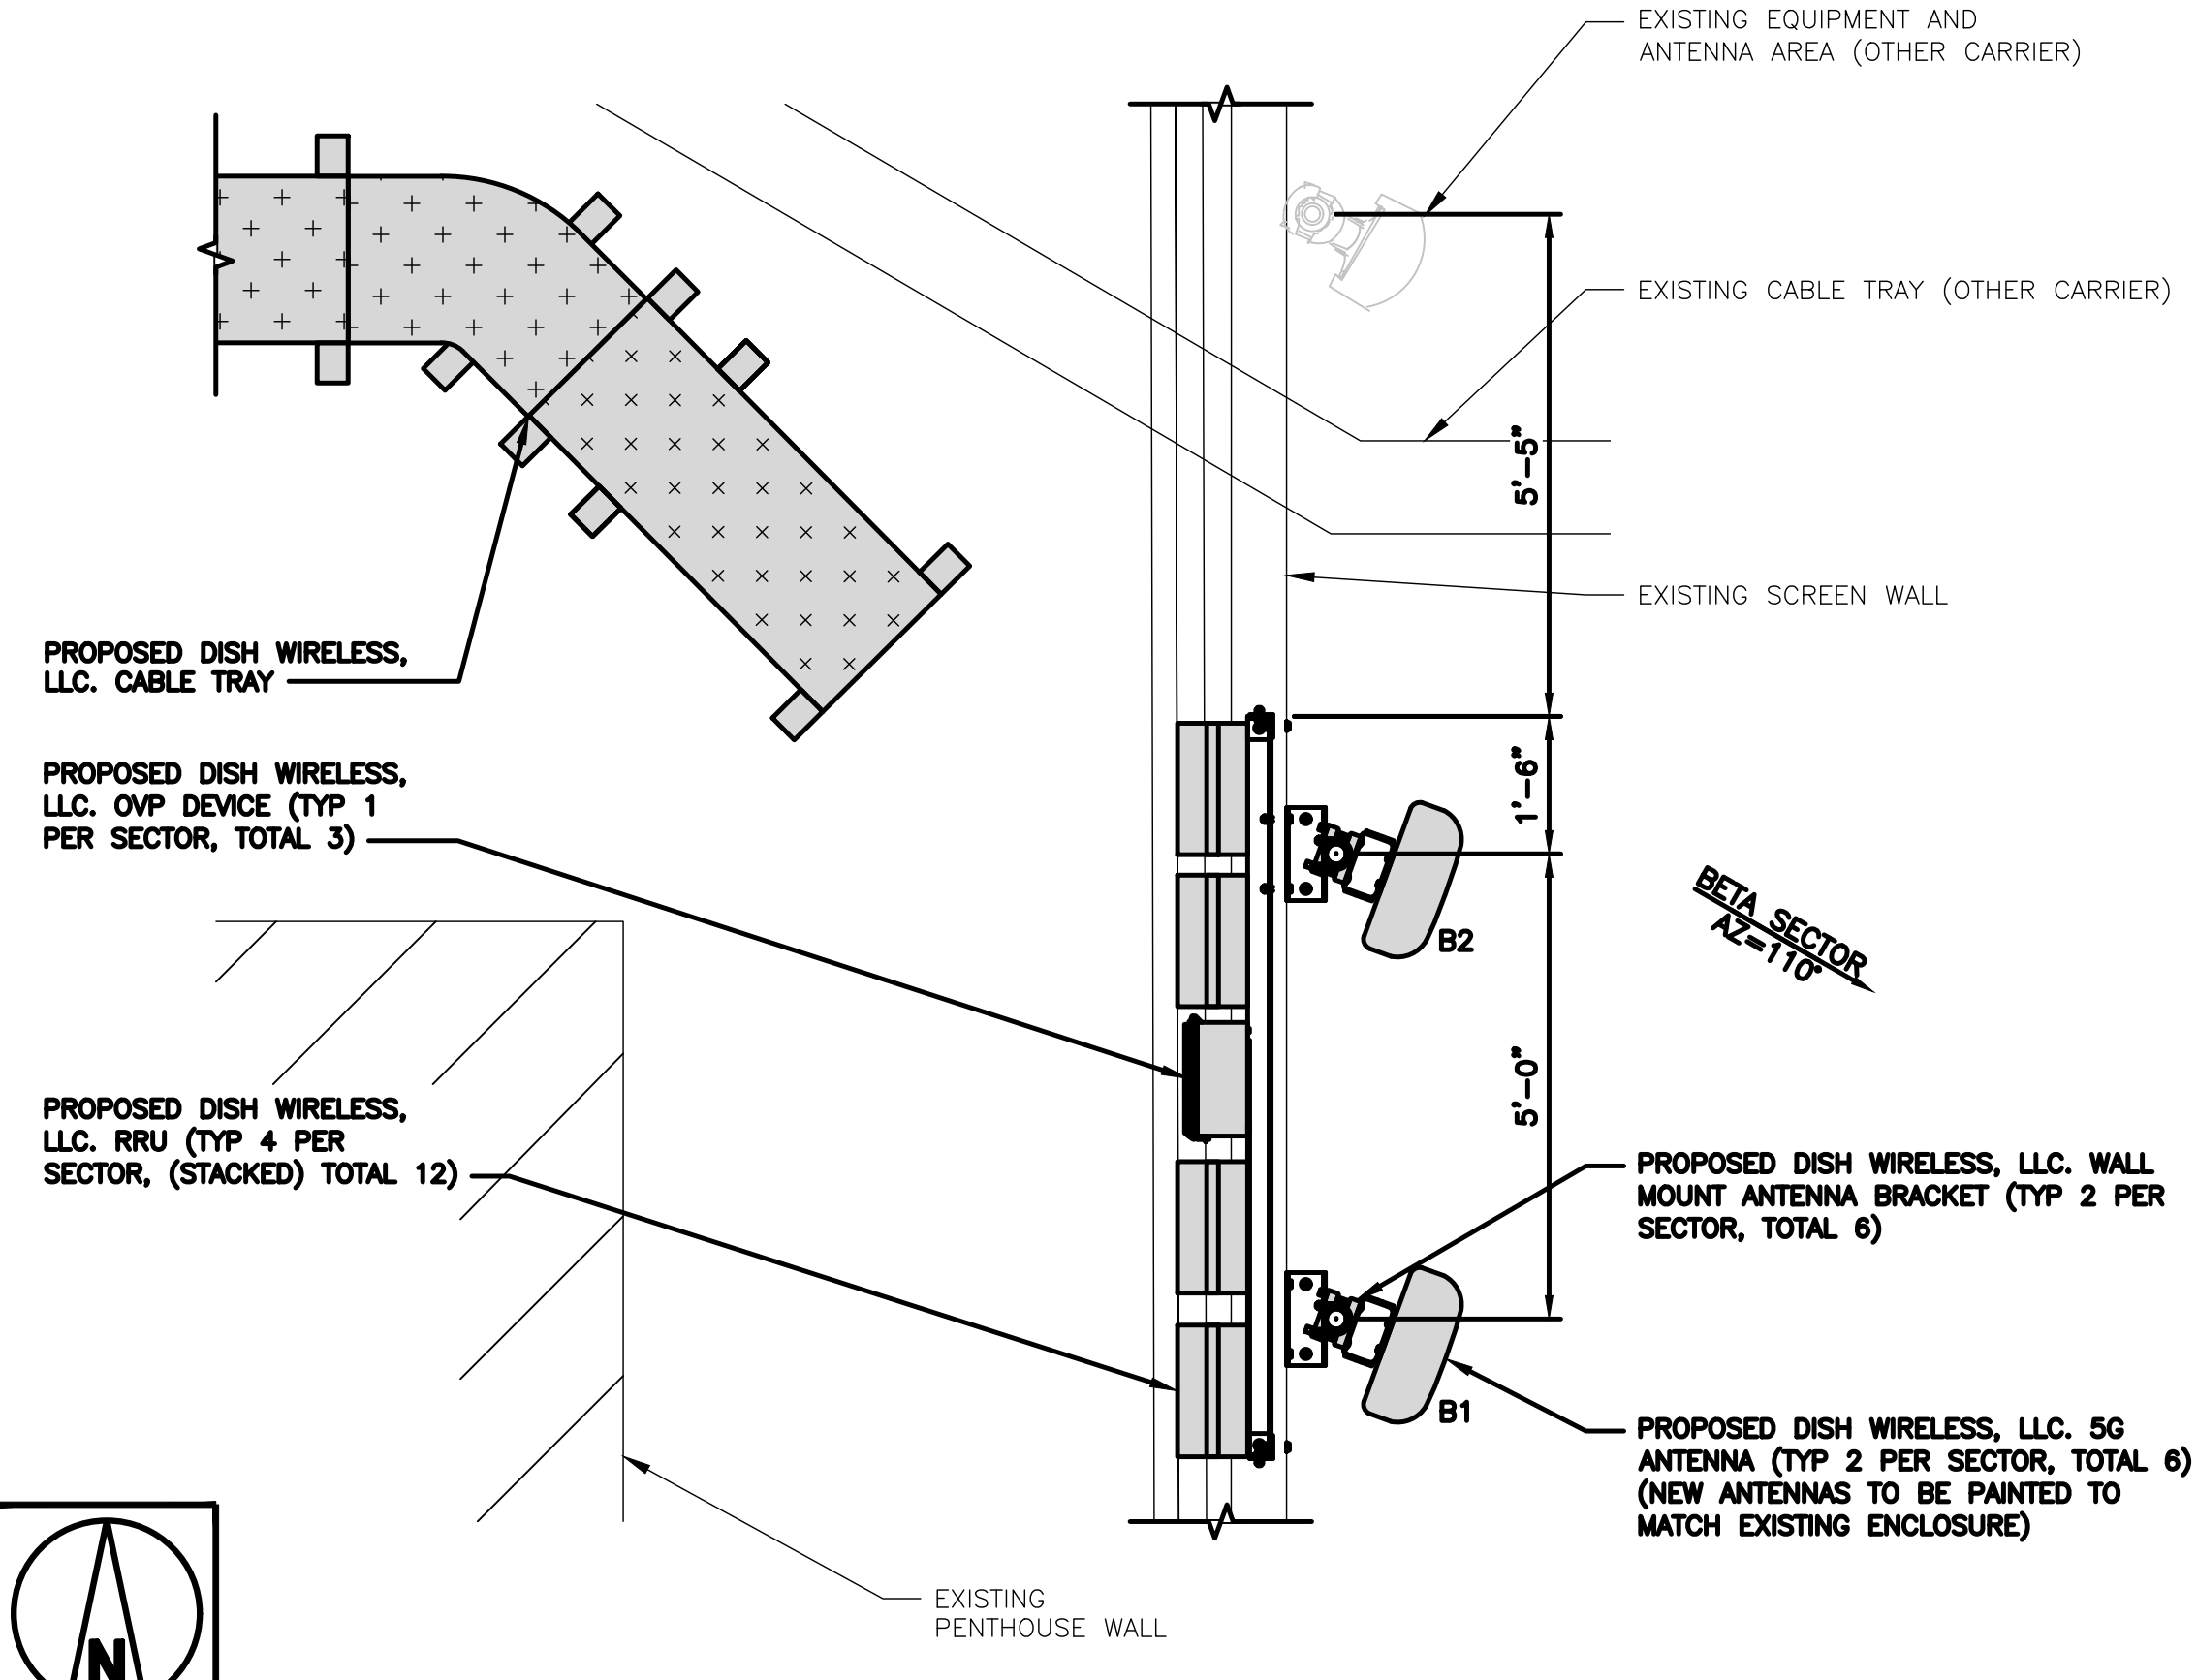 EXISTING EQUIPMENT AND
ANTENNA AREA (OTHER CARRIER)
EXISTING CABLE TRAY (OTHER CARRIER)
5'-5"
EXISTING SCREEN WALL
PROPOSED DISH WIRELESS,
LLC. CABLE TRAY
PROPOSED DISH WIRELESS,
LLC. OVP DEVICE (TYP 1
PER SECTOR, TOTAL 3)
1'-6"
B2
BETA SECTOR
AZ=110°
5'-0"
PROPOSED DISH WIRELESS,
LLC. RRU (TYP 4 PER
SECTOR, (STACKED) TOTAL 12)
PROPOSED DISH WIRELESS, LLC. WALL
MOUNT ANTENNA BRACKET (TYP 2 PER
SECTOR, TOTAL 6)
B1
PROPOSED DISH WIRELESS, LLC. 5G
ANTENNA (TYP 2 PER SECTOR, TOTAL 6)
(NEW ANTENNAS TO BE PAINTED TO
MATCH EXISTING ENCLOSURE)
EXISTING
PENTHOUSE WALL
N